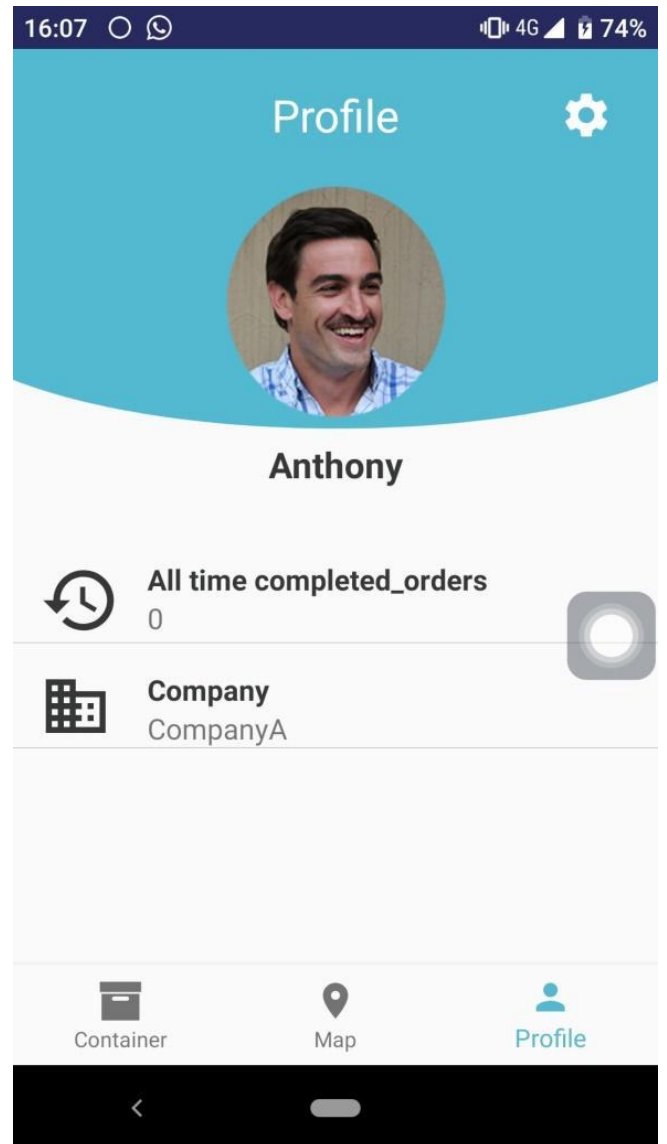 16:07 4G 74%
Profile
Anthony
All time completed_orders
0
Company
CompanyA
Container Map Profile